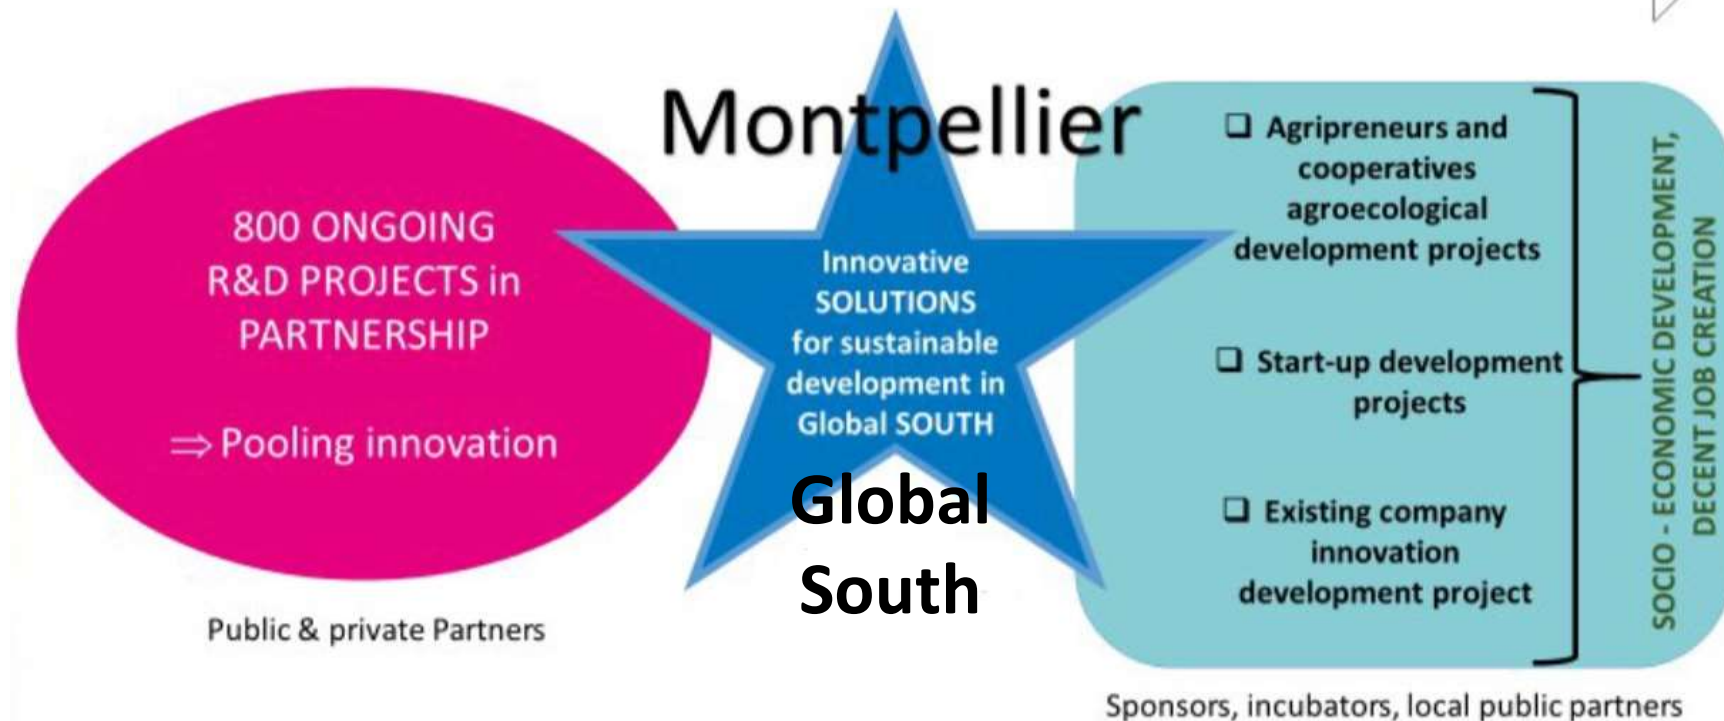 Montpellier
800 ONGOING
R&D PROJECTS in
PARTNERSHIP
⇒ Pooling innovation
Public & private Partners
Innovative
SOLUTIONS
for sustainable
development in
Global SOUTH
Global
South
❑ Agripreneurs and
cooperatives
agroecological
development projects
❑ Start-up development
projects
❑ Existing company
innovation
development project
SOCIO - ECONOMIC DEVELOPMENT,
DECENT JOB CREATION
Sponsors, incubators, local public partners